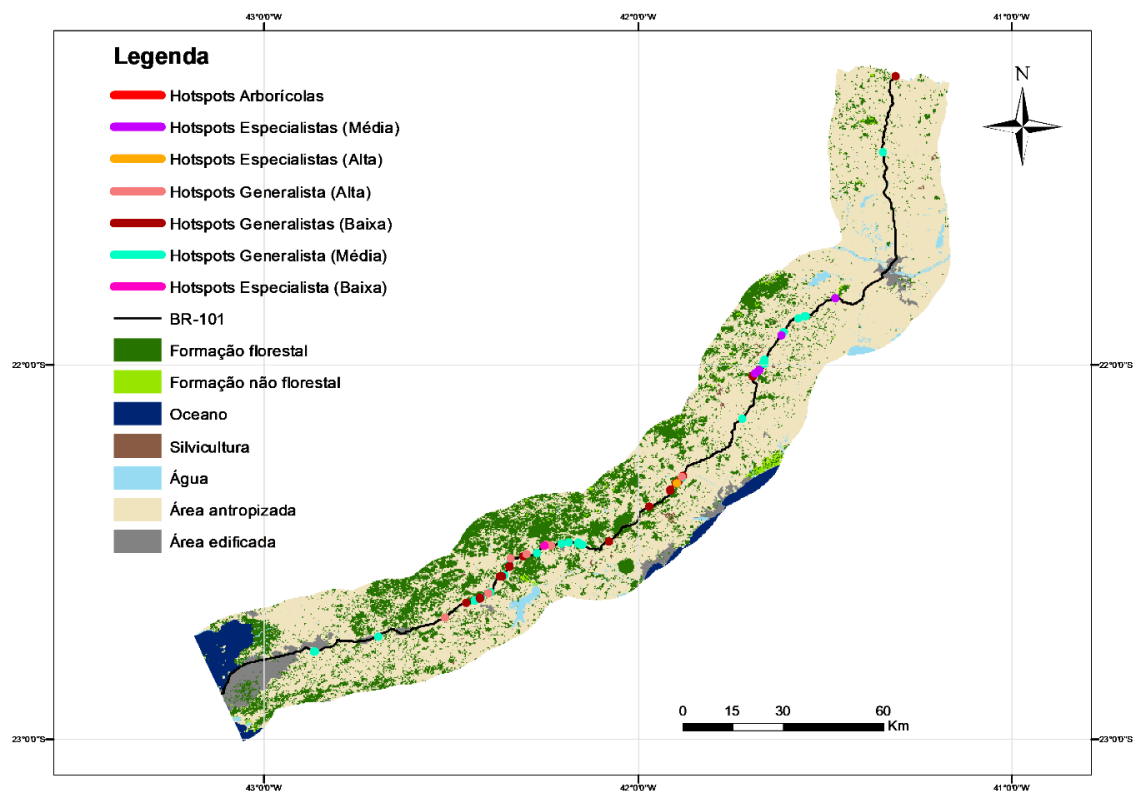 43°0'0"W
42°0'0"W
41°0'0"W
Legenda
Hotspots Arborícolas
Hotspots Especialistas (Média)
Hotspots Especialistas (Alta)
Hotspots Generalista (Alta)
Hotspots Generalistas (Baixa)
Hotspots Generalista (Média)
Hotspots Especialista (Baixa)
BR-101
Formação florestal
Formação não florestal
Oceano
Silvicultura
Água
Área antropizada
Área edificada
N
22°0'0"S
22°0'0"S
0 15 30 60
Km
23°0'0"S
23°0'0"S
43°0'0"W
42°0'0"W
41°0'0"W